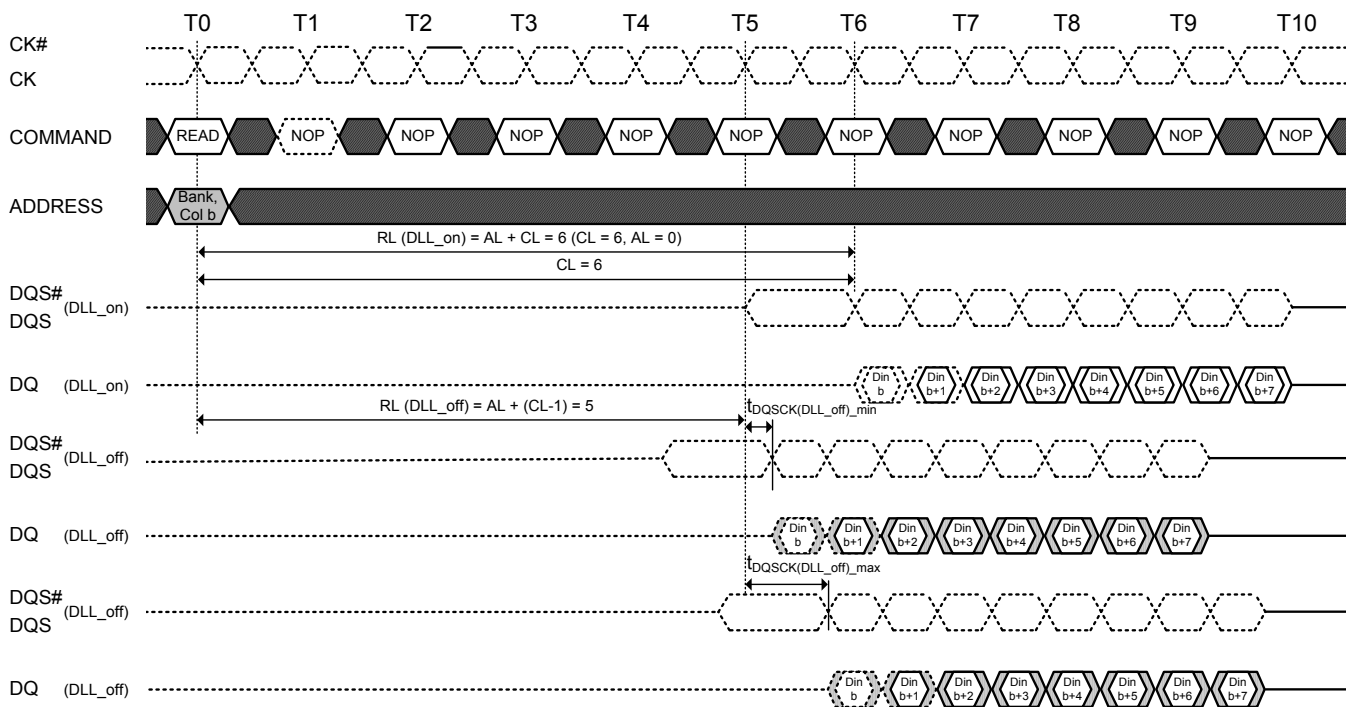 T0 T1 T2 T3 T4 T5 T6 T7 T8 T9 T10
CK#
CK
COMMAND READ NOP NOP NOP NOP NOP NOP NOP NOP NOP NOP
ADDRESS Bank, Col b
RL (DLL_on) = AL + CL = 6 (CL = 6, AL = 0)
CL = 6
DQS# (DLL_on)
DQS
DQ (DLL_on) Din b Din b+1 Din b+2 Din b+3 Din b+4 Din b+5 Din b+6 Din b+7
RL (DLL_off) = AL + (CL-1) = 5 tDQSCK(DLL_off)_min
DQS# (DLL_off)
DQS
DQ (DLL_off) Din b Din b+1 Din b+2 Din b+3 Din b+4 Din b+5 Din b+6 Din b+7
tDQSCK(DLL_off)_max
DQS# (DLL_off)
DQS
DQ (DLL_off) Din b Din b+1 Din b+2 Din b+3 Din b+4 Din b+5 Din b+6 Din b+7